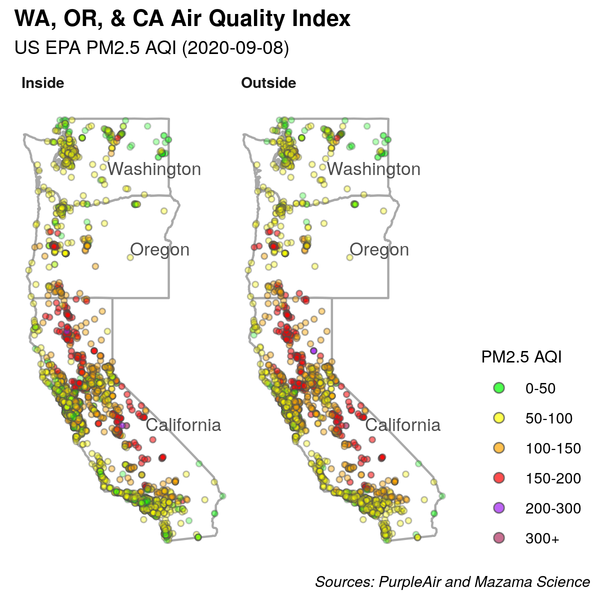 WA, OR, & CA Air Quality Index
US EPA PM2.5 AQI (2020-09-08)
Inside
Outside
Washington
Washington
Oregon
Oregon
California
California
PM2.5 AQI
0-50
50-100
100-150
150-200
200-300
300+
Sources: PurpleAir and Mazama Science